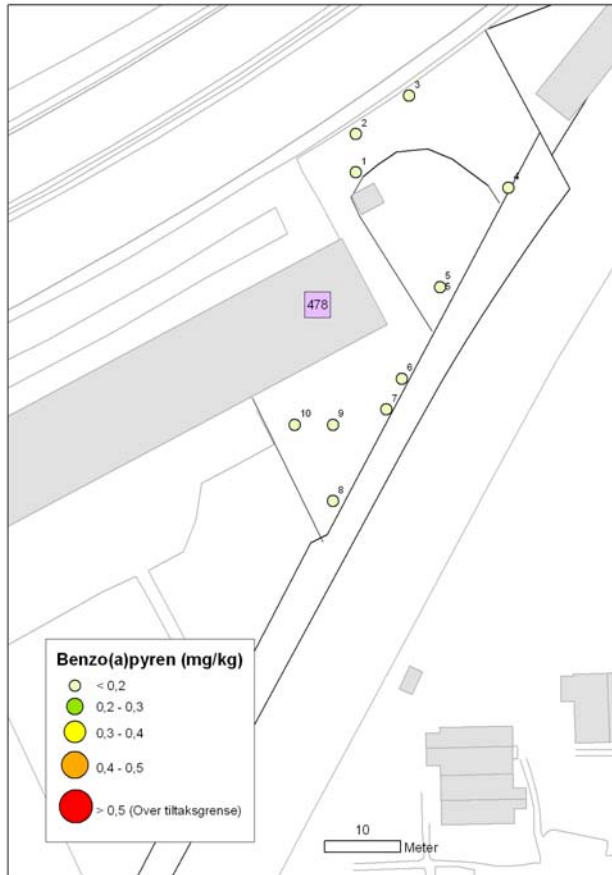 3
2
1
4
5
5
478
6
7
10
9
8
Benzo(a)pyren (mg/kg)
< 0,2
0,2 - 0,3
0,3 - 0,4
0,4 - 0,5
> 0,5 (Over tiltaksgrense)
10
Meter